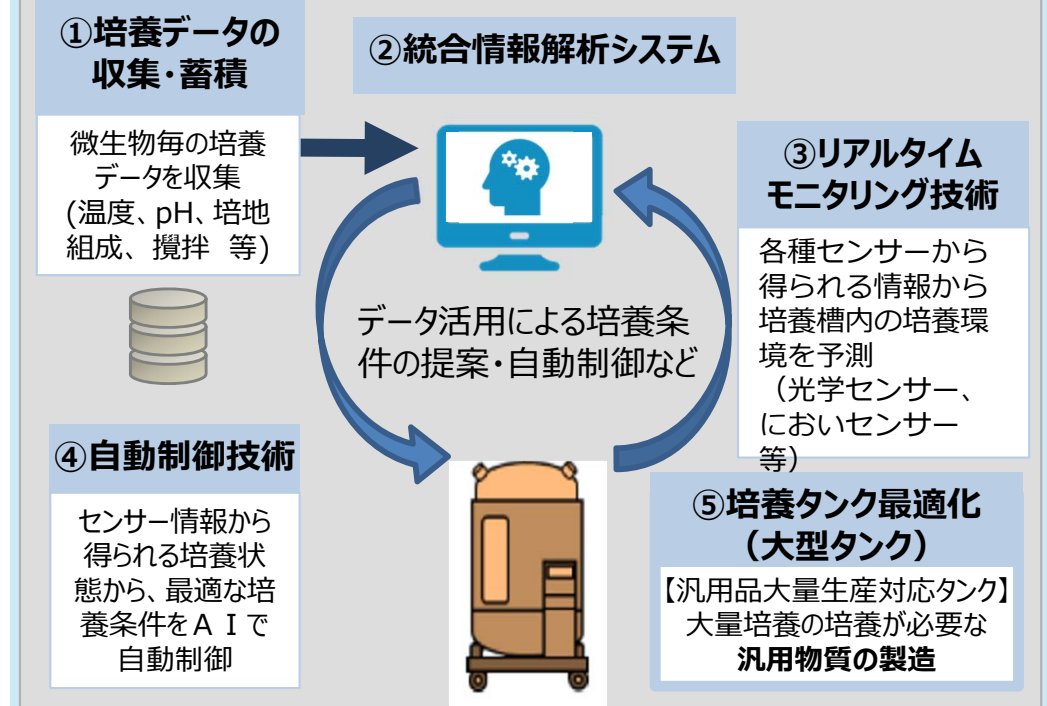 ①培養データの
収集・蓄積
微生物毎の培養
データを収集
(温度、pH、培地
組成、攪拌 等)
②統合情報解析システム
③リアルタイム
モニタリング技術
各種センサーから
得られる情報から
培養槽内の培養環
境を予測
（光学センサー、
においセンサー
等）
データ活用による培養条
件の提案・自動制御など
④自動制御技術
センサー情報から
得られる培養状
態から、最適な培
養条件をＡＩで
自動制御
⑤培養タンク最適化
（大型タンク）
【汎用品大量生産対応タンク】
大量培養の培養が必要な
汎用物質の製造